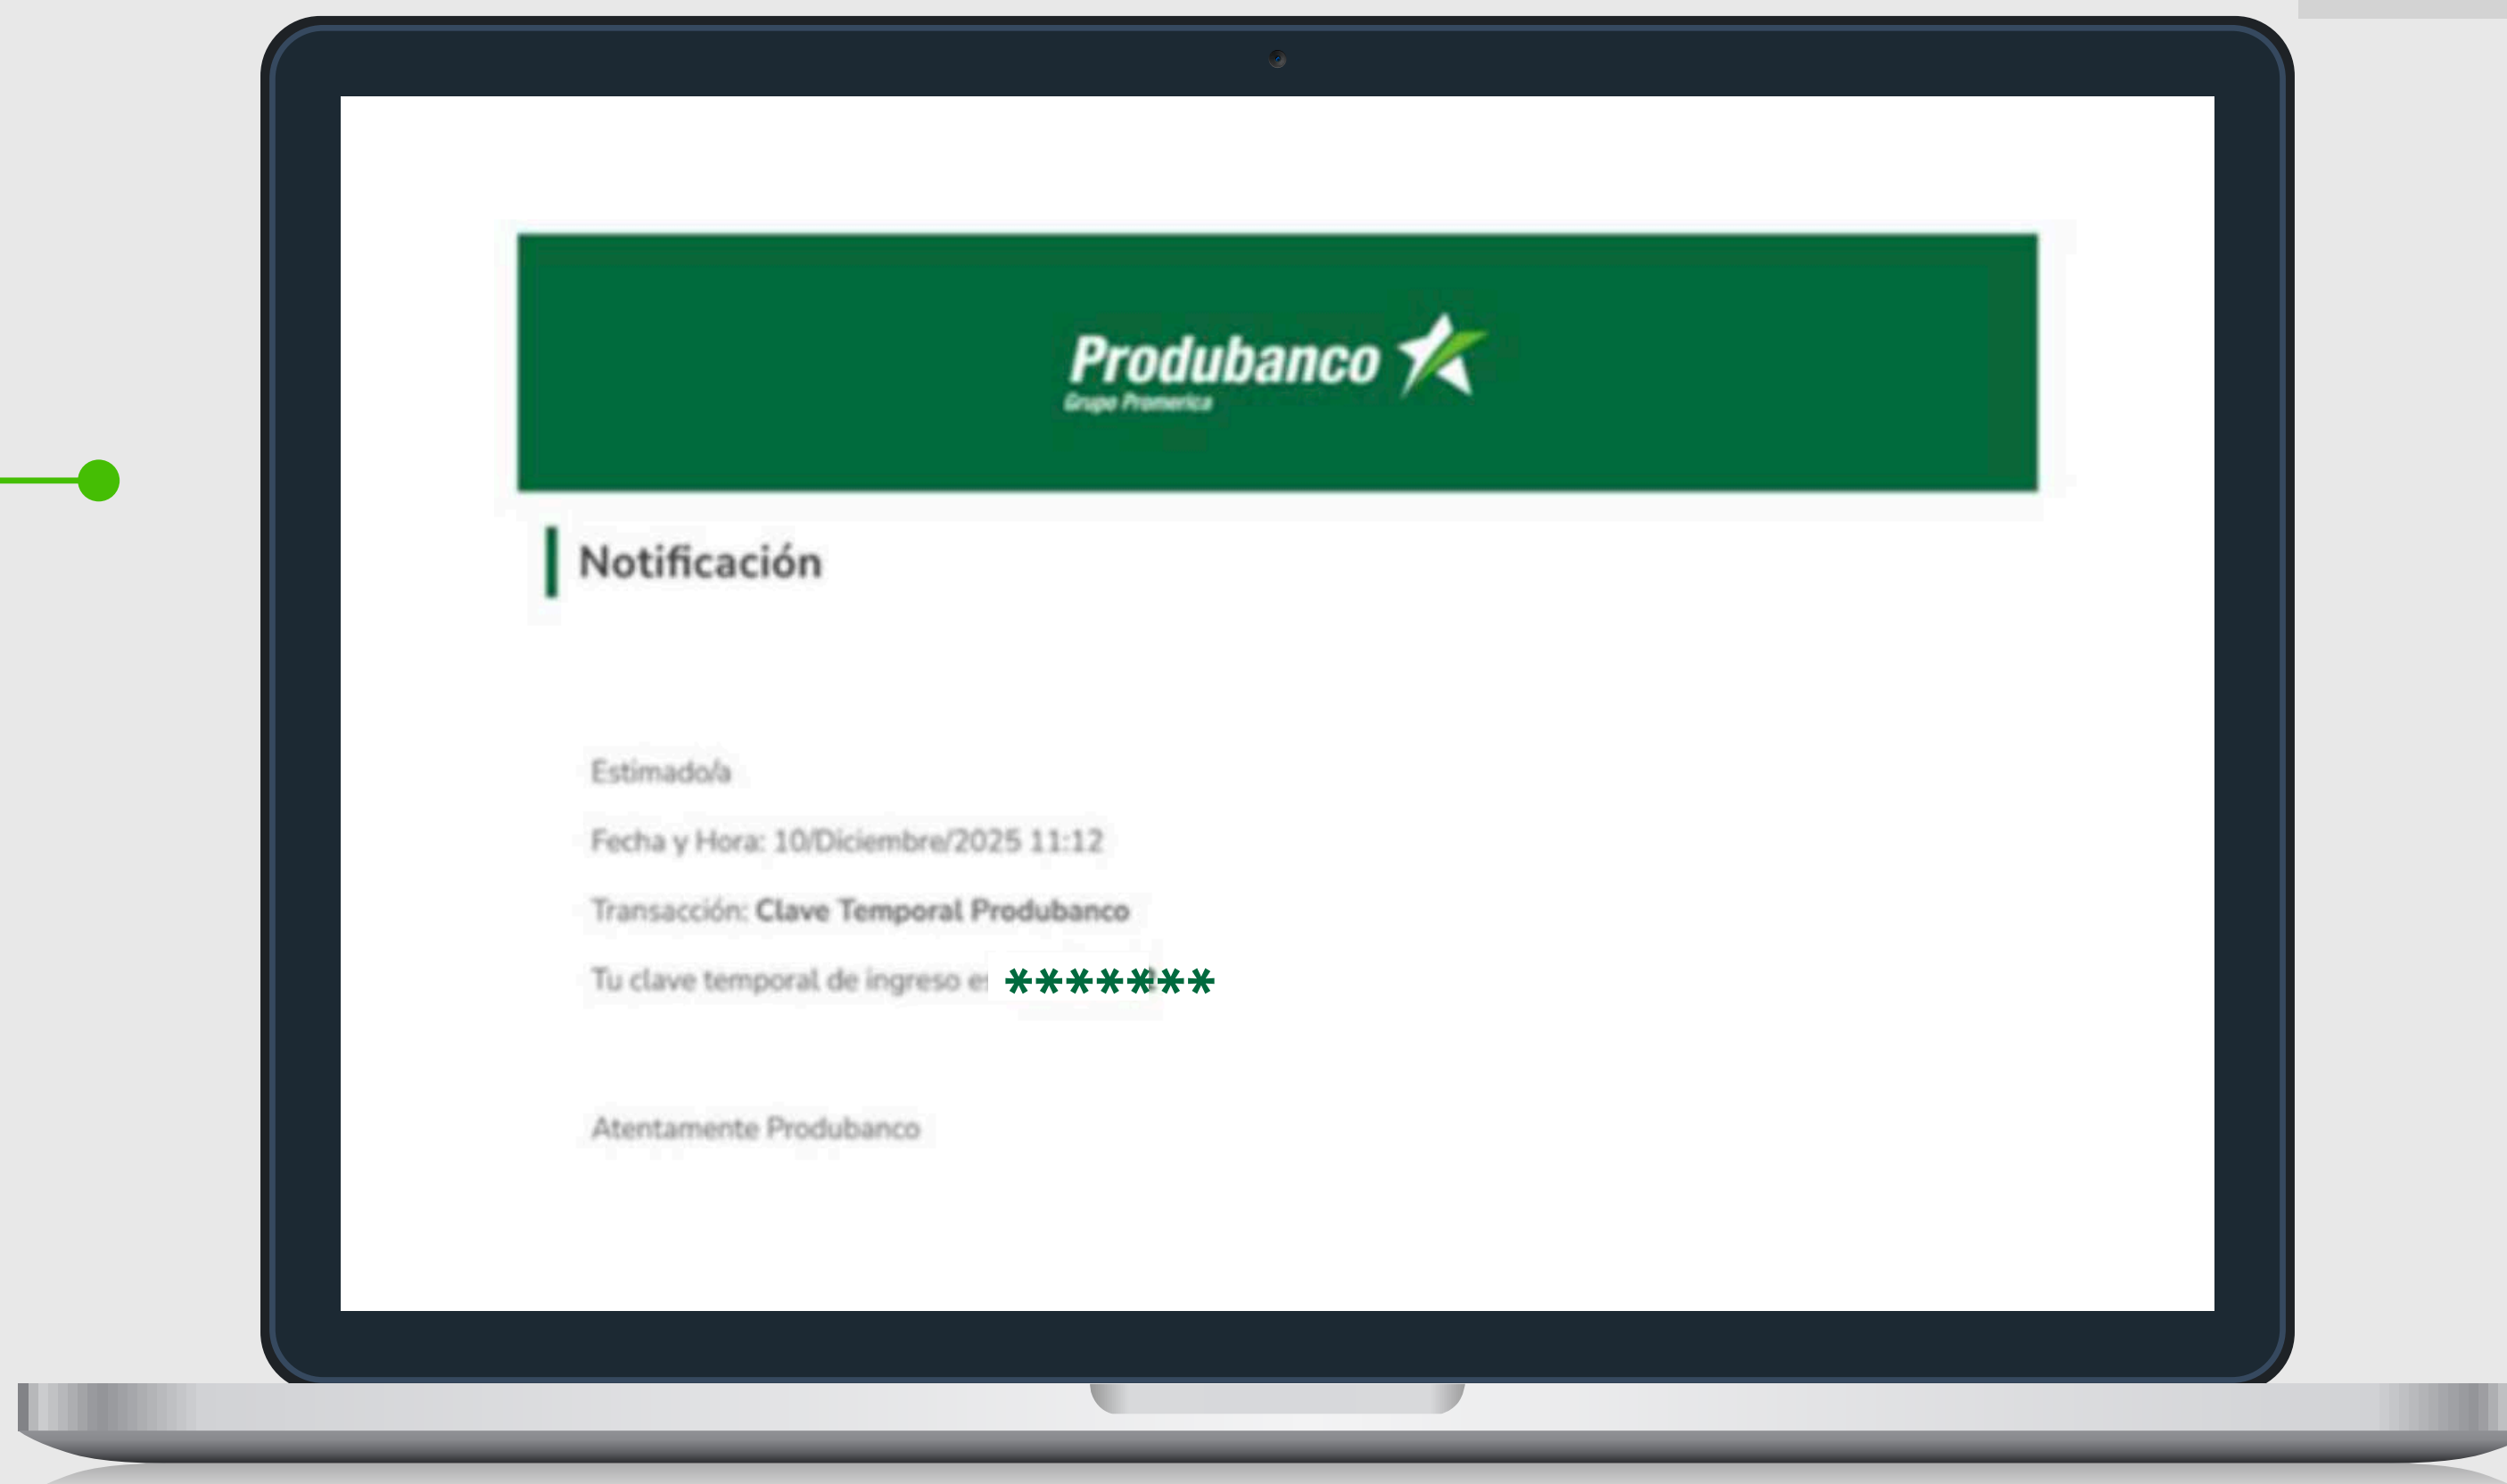 Produbanco
Grupo Promerica
Notificación
Estimado/a
Fecha y Hora: 10/Diciembre/2025 11:12
Transacción: Clave Temporal Produbanco
Tu clave temporal de ingreso es *******
Atentamente Produbanco